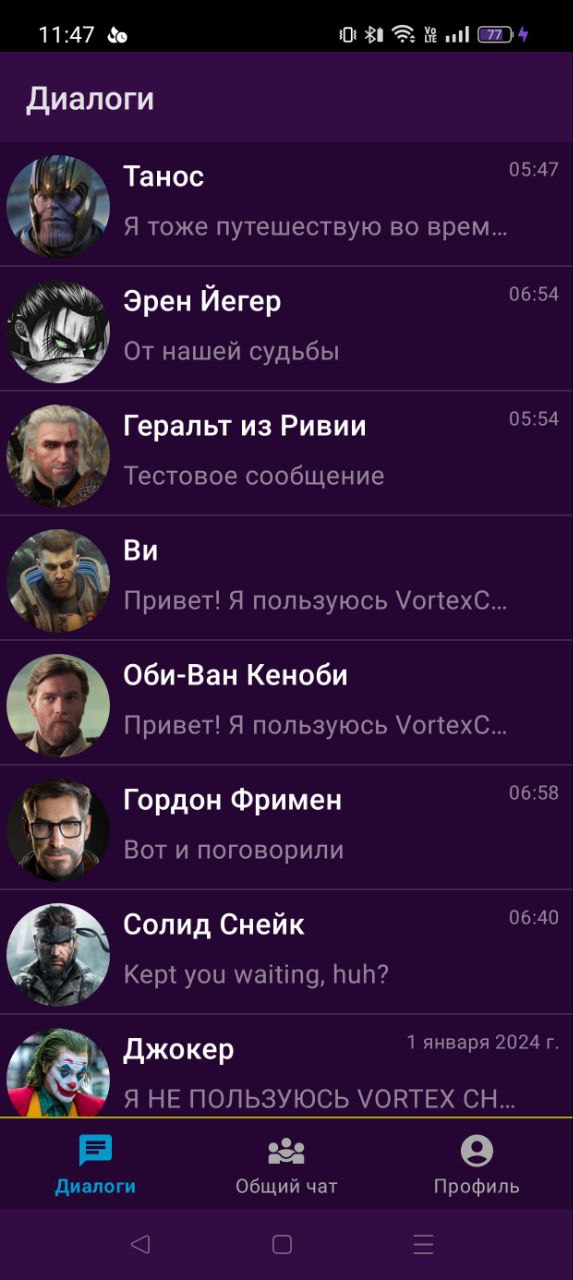 11:47
Vo LTE 77
Диалоги
Танос 05:47
Я тоже путешествую во врем...
Эрен Йегер 06:54
От нашей судьбы
Геральт из Ривии 05:54
Тестовое сообщение
Ви
Привет! Я пользуюсь VortexC...
Оби-Ван Кеноби
Привет! Я пользуюсь VortexC...
Гордон Фримен 06:58
Вот и поговорили
Солид Снейк 06:40
Kept you waiting, huh?
Джокер 1 января 2024 г.
Я НЕ ПОЛЬЗУЮСЬ VORTEX CH...
Диалоги Общий чат Профиль